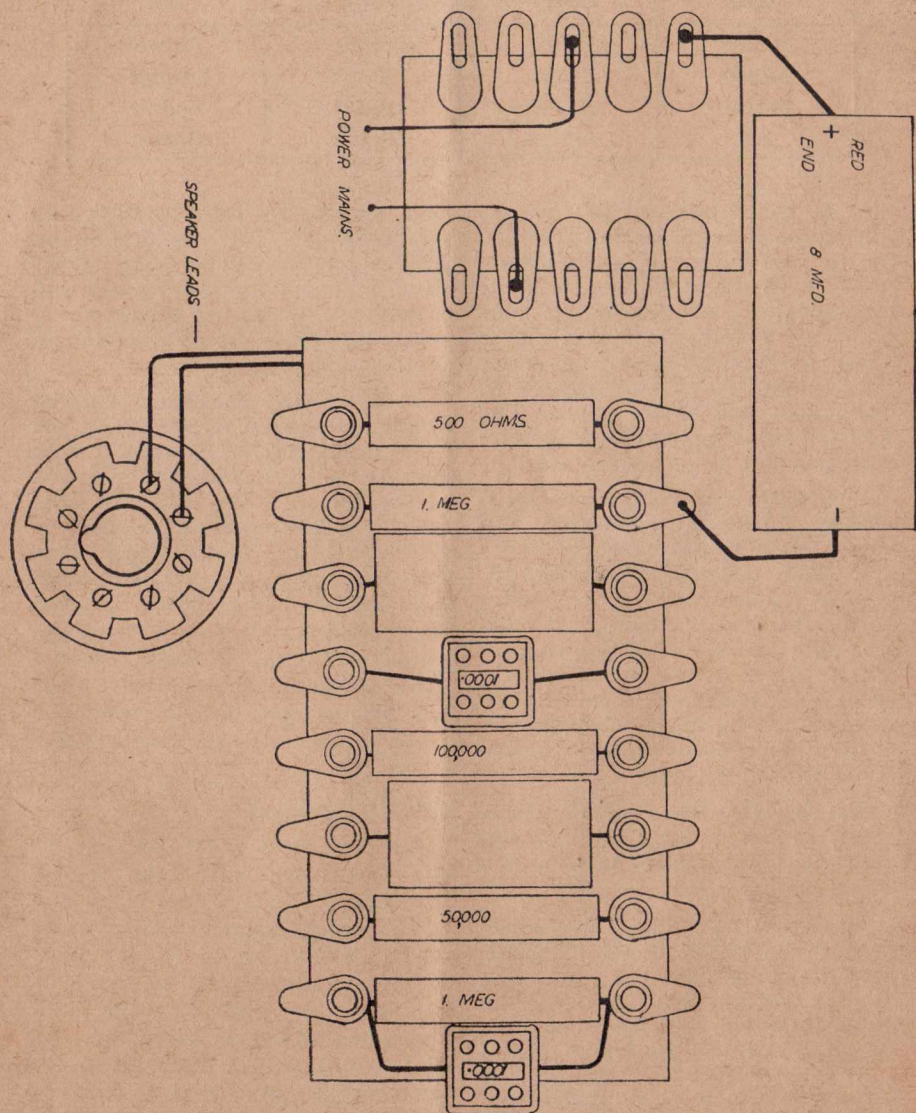 RED
+ END
8 MFD.
-
POWER MAINS.
SPEAKER LEADS —
500 OHMS.
1. MEG.
.0001
100,000
50,000
1. MEG
.0001